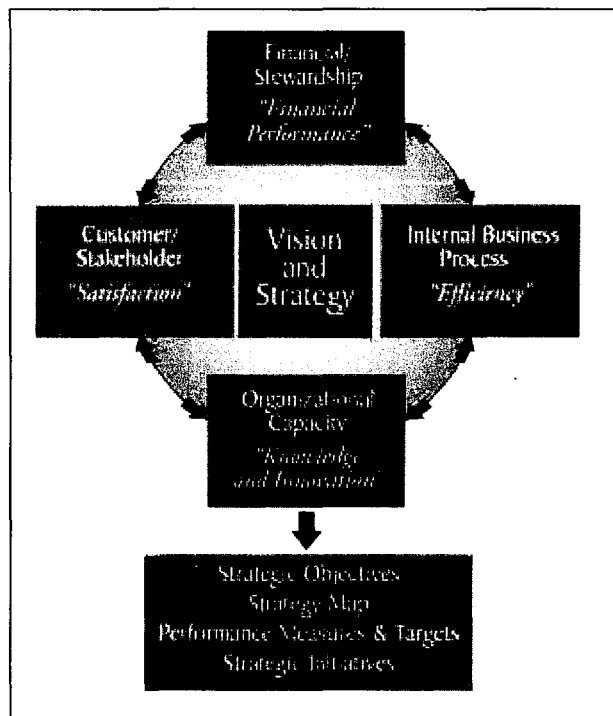 Financial/
Stewardship
"Financial
Performance"
Customer/
Stakeholder
"Satisfaction"
Vision
and
Strategy
Internal Business
Process
"Efficiency"
Organizational
Capacity
"Knowledge
and Innovation"
Strategic Objectives
Strategy Map
Performance Measures & Targets
Strategic Initiatives